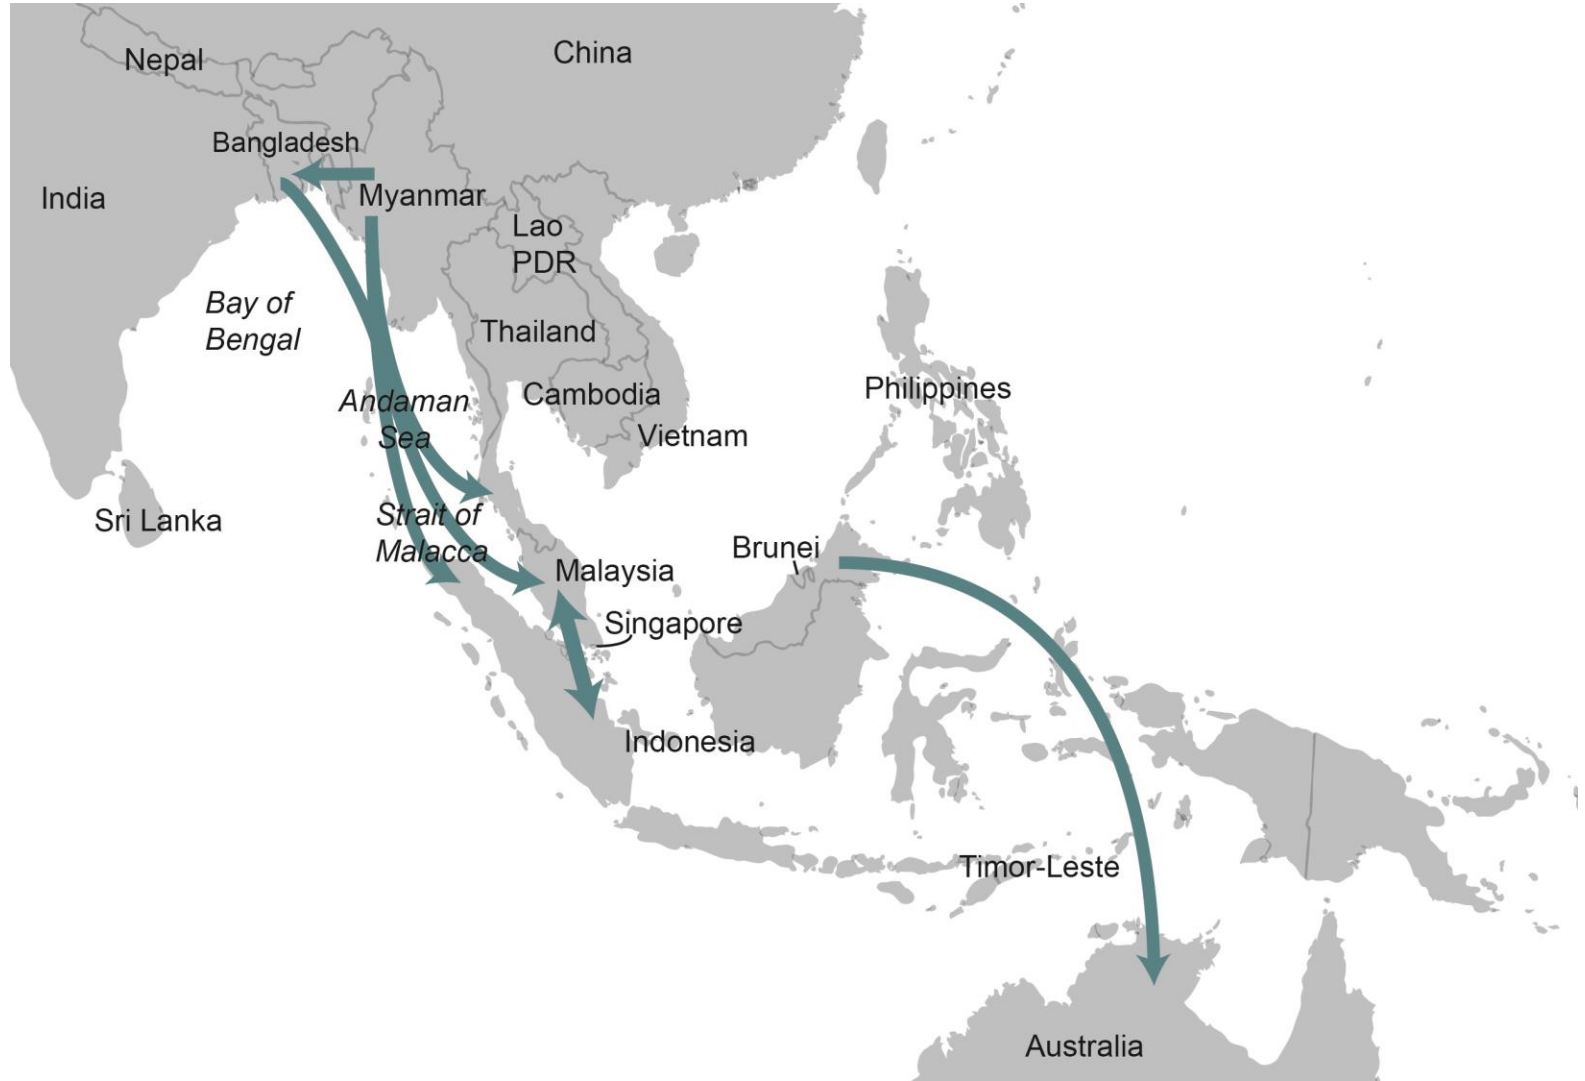 China
Nepal
Bangladesh
India
Myanmar
Lao
PDR
Bay of
Bengal
Thailand
Andaman
Sea
Cambodia
Philippines
Vietnam
Sri Lanka
Strait of
Malacca
Brunei
Malaysia
Singapore
Indonesia
Timor-Leste
Australia